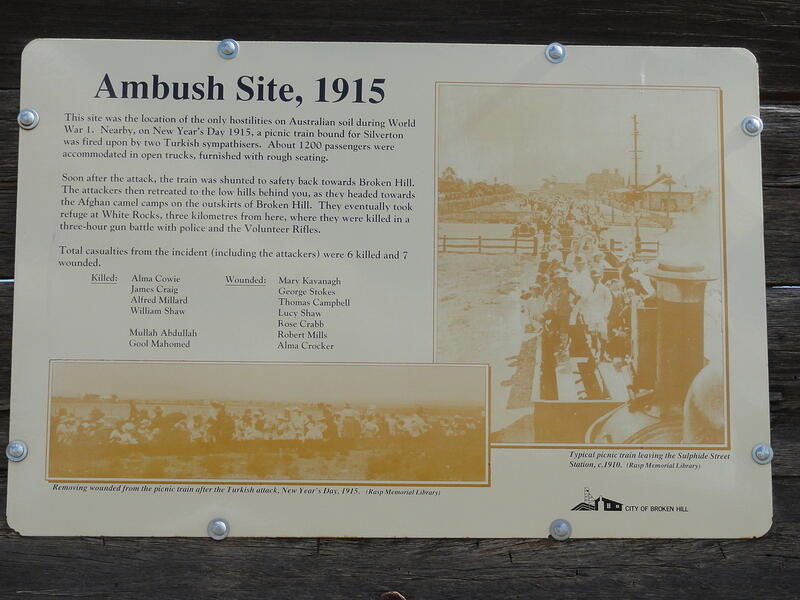 Ambush Site, 1915
This site was the location of the only hostilities on Australian soil during World
War 1. Nearby, on New Year's Day 1915, a picnic train bound for Silverton
was fired upon by two Turkish sympathisers. About 1200 passengers were
accommodated in open trucks, furnished with rough seating.
Soon after the attack, the train was shunted to safety back towards Broken Hill.
The attackers then retreated to the low hills behind you, as they headed towards
the Afghan camel camps on the outskirts of Broken Hill. They eventually took
refuge at White Rocks, three kilometres from here, where they were killed in a
three-hour gun battle with police and the Volunteer Rifles.
Total casualties from the incident (including the attackers) were 6 killed and 7
wounded.
Killed: Alma Cowie
James Craig
Alfred Millard
William Shaw
Mullah Abdullah
Gool Mahomed
Wounded: Mary Kavanagh
George Stokes
Thomas Campbell
Lucy Shaw
Rose Crabb
Robert Mills
Alma Crocker
Removing wounded from the picnic train after the Turkish attack, New Year's Day, 1915. (Rasp Memorial Library)
Typical picnic train leaving the Sulphide Street
Station, c.1910. (Rasp Memorial Library)
CITY OF BROKEN HILL